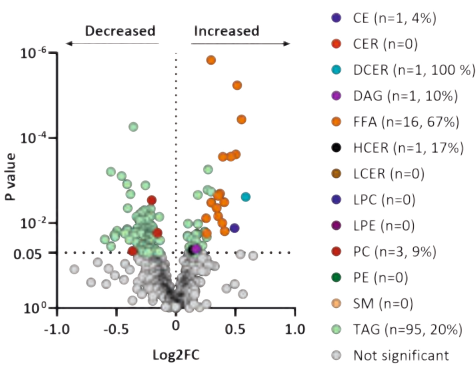 Decreased Increased
10-6
10-4
10-2
0.05
100
P value
-1.0 -0.5 0 0.5 1.0
Log2FC
CE (n=1, 4%)
CER (n=0)
DCER (n=1, 100 %)
DAG (n=1, 10%)
FFA (n=16, 67%)
HCER (n=1, 17%)
LCER (n=0)
LPC (n=0)
LPE (n=0)
PC (n=3, 9%)
PE (n=0)
SM (n=0)
TAG (n=95, 20%)
Not significant